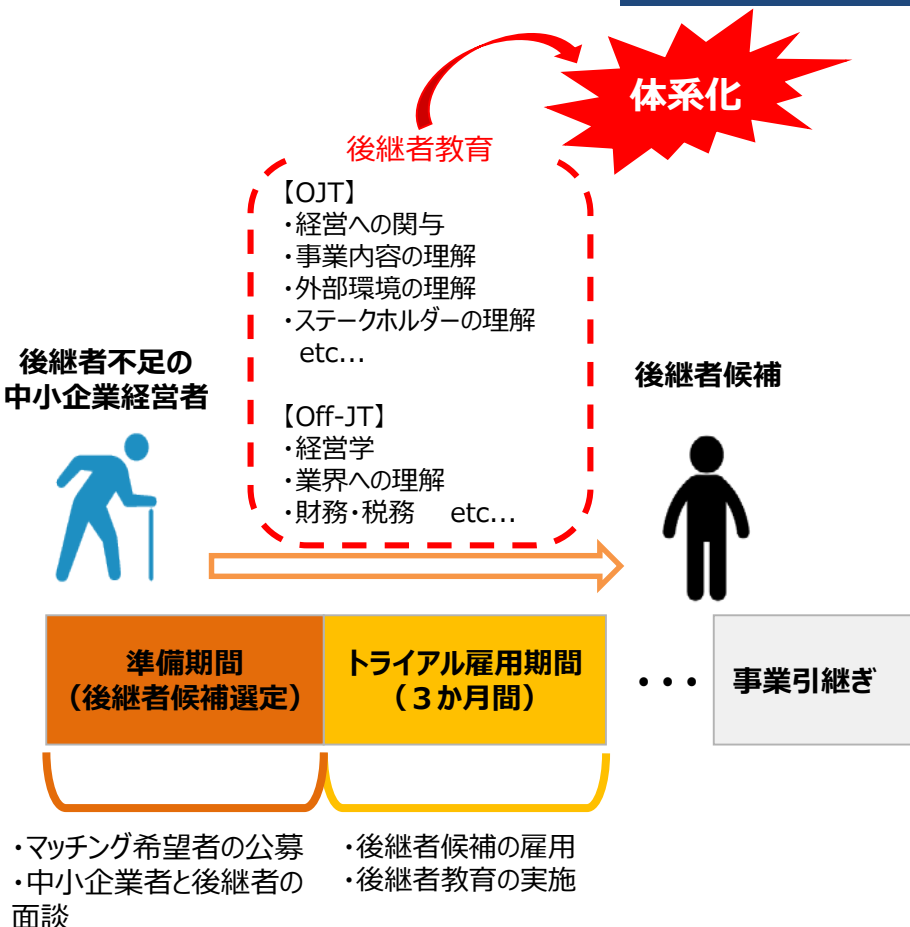 体系化
後継者教育
【OJT】
・経営への関与
・事業内容の理解
・外部環境の理解
・ステークホルダーの理解
etc...
【Off-JT】
・経営学
・業界への理解
・財務・税務　etc...
後継者不足の
中小企業経営者
後継者候補
準備期間
（後継者候補選定）
トライアル雇用期間
（３か月間）
・・・
事業引継ぎ
・マッチング希望者の公募
・中小企業者と後継者の
面談
・後継者候補の雇用
・後継者教育の実施